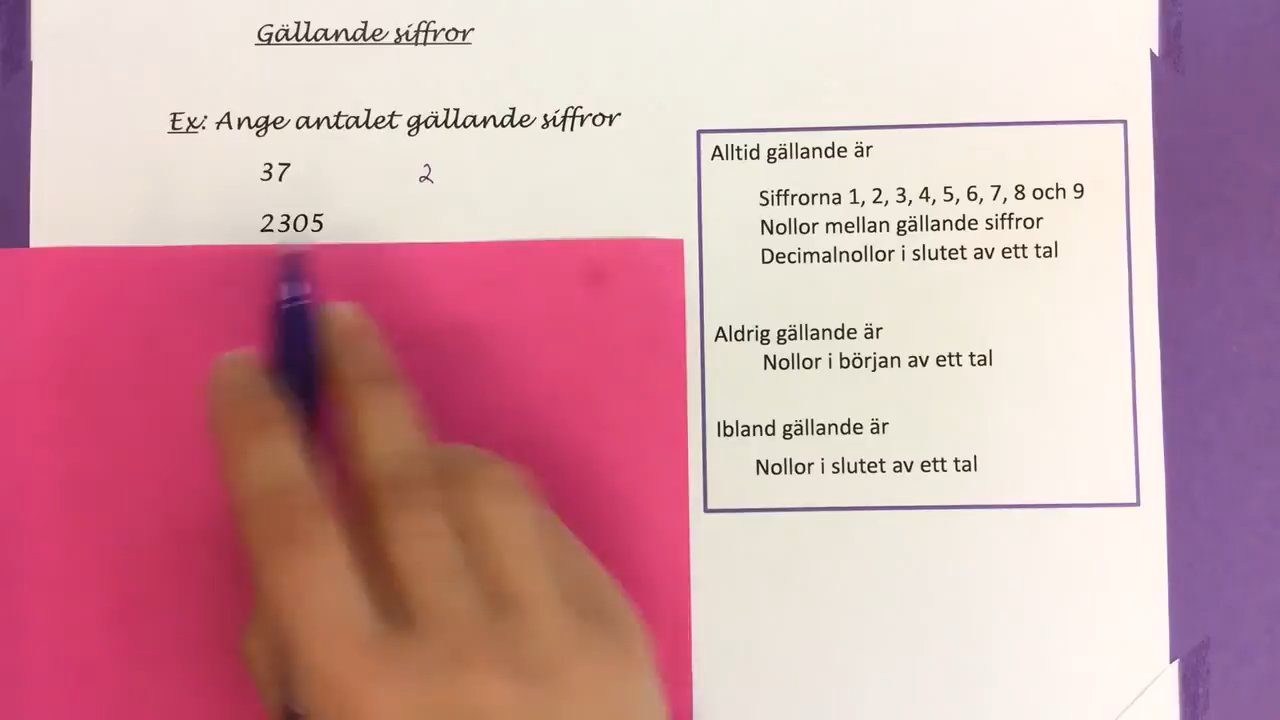 Gällande siffror
Ex: Ange antalet gällande siffror
37 2
2305
Alltid gällande är
Siffrorna 1, 2, 3, 4, 5, 6, 7, 8 och 9
Nollor mellan gällande siffror
Decimalnollor i slutet av ett tal
Aldrig gällande är
Nollor i början av ett tal
Ibland gällande är
Nollor i slutet av ett tal